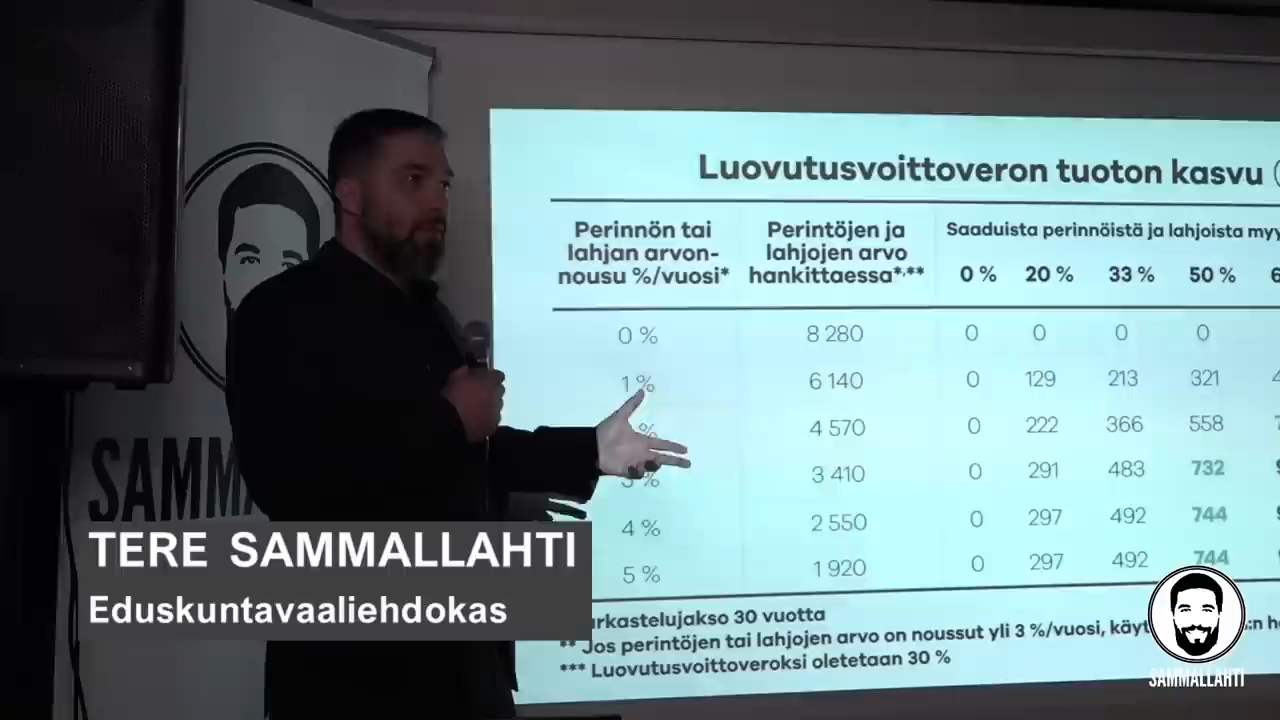 Luovutusvoittoveron tuoton kasvu
Perinnön tai
lahjan arvon-
nousu %/vuosi*
Perintöjen ja
lahjojen arvo
hankittaessa*,**
Saaduista perinnöistä ja lahjoista
0 % 20 % 33 % 50 %
0 % 8 280 0 0 0 0
1 % 6 140 0 129 213 321
% 4 570 0 222 366 558
% 3 410 0 291 483 732
4 % 2 550 0 297 492 744
5 % 1 920 0 297 492 744
30 vuotta
** Jos perintöjen tai lahjojen arvo on noussut yli 3 %/vuosi,
*** Luovutusvoittoveroksi oletetaan 30 %
TERE SAMMALLAHTI
Eduskuntavaaliehdokas
SAMMALLAHTI